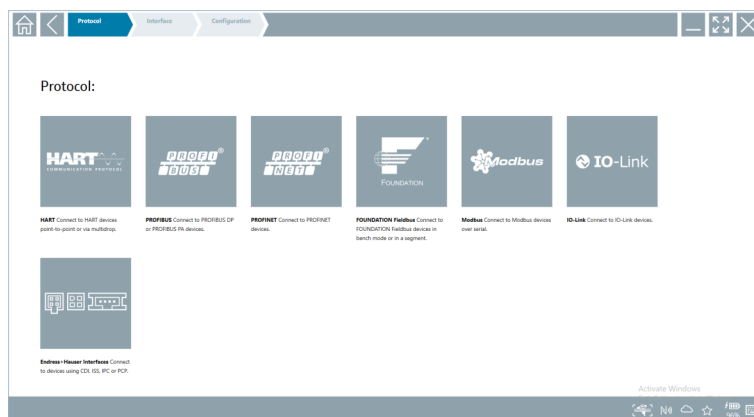 Protocol Interface Configuration
Protocol:
HART
COMMUNICATION PROTOCOL
PROFI
BUS
PROFI
NET
FOUNDATION
Modbus
IO-Link
HART Connect to HART devices
point-to-point or via multidrop.
PROFIBUS Connect to PROFIBUS DP
or PROFIBUS PA devices.
PROFINET Connect to PROFINET
devices.
FOUNDATION Fieldbus Connect to
FOUNDATION Fieldbus devices in
bench mode or in a segment.
Modbus Connect to Modbus devices
over serial.
IO-Link Connect to IO-Link devices.
Endress+Hauser Interfaces Connect
to devices using CDI, ISS, IPC or PCP.
Activate Windows